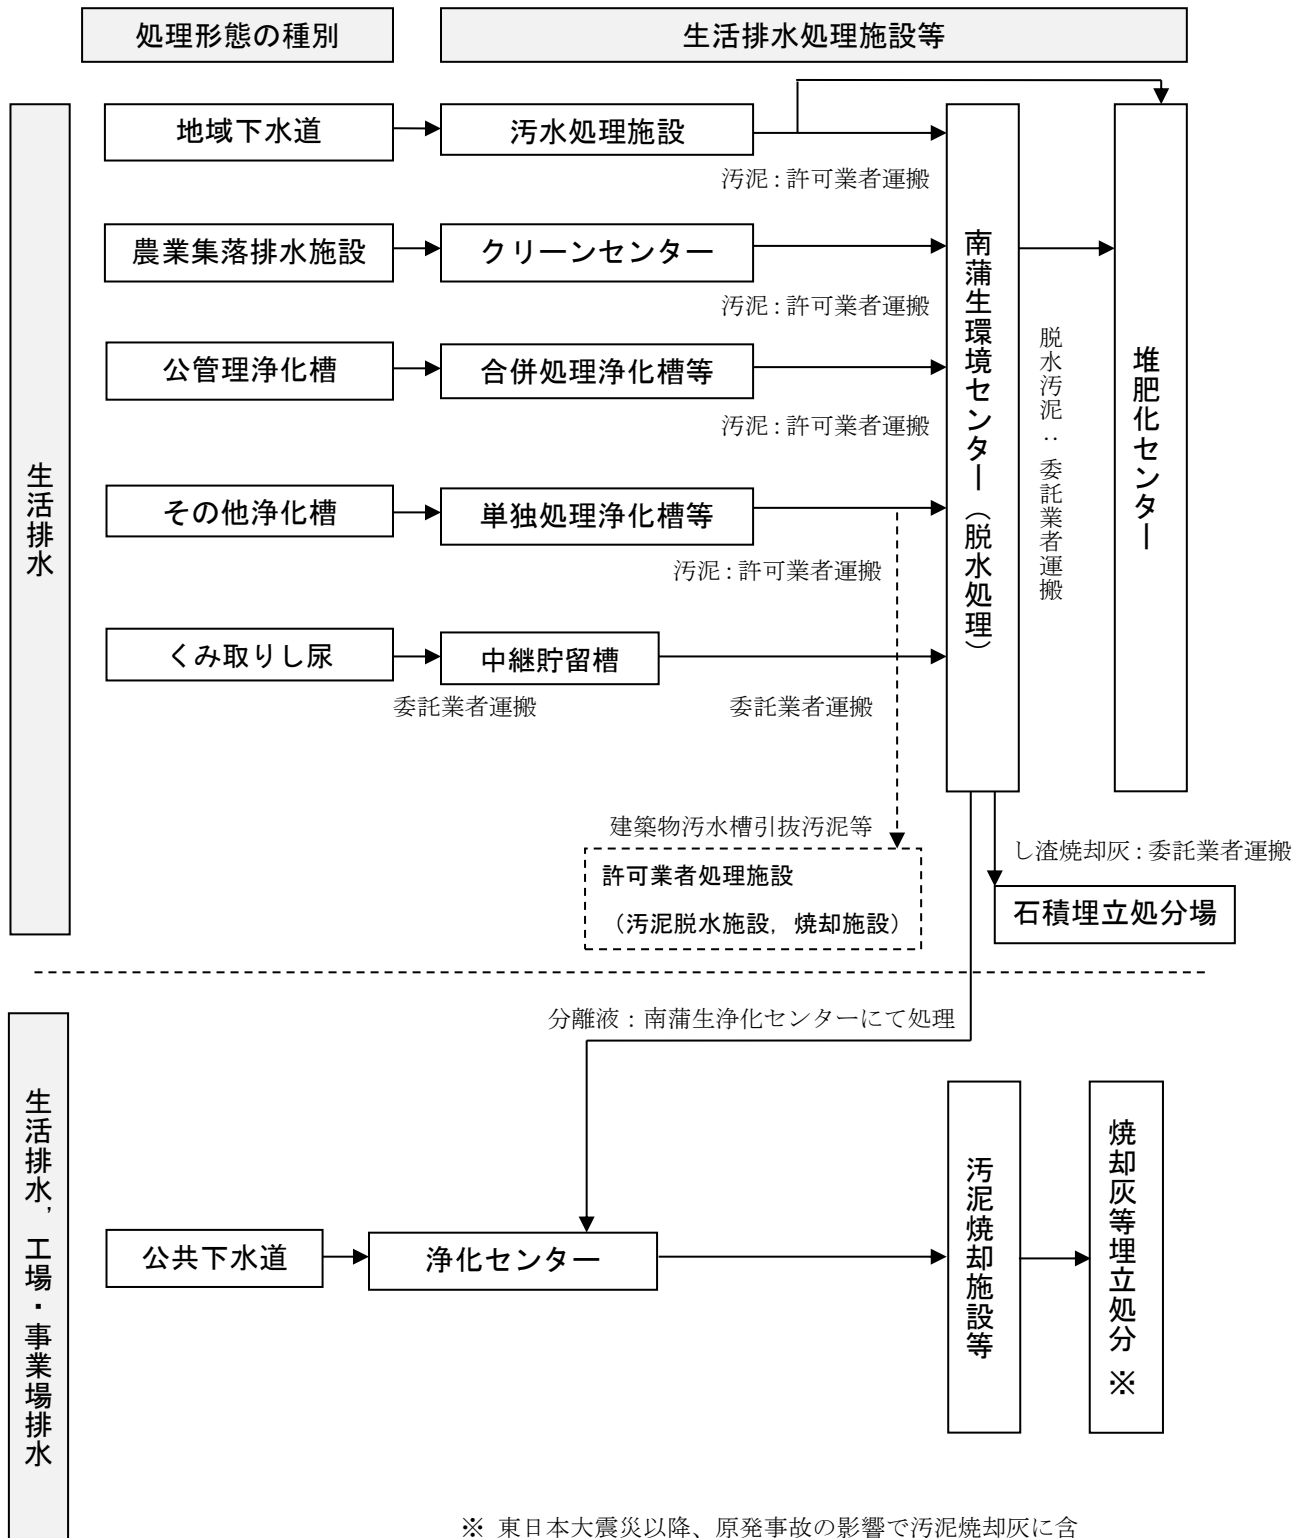 処理形態の種別
生活排水処理施設等
生活排水
地域下水道
汚水処理施設
汚泥：許可業者運搬
農業集落排水施設
クリーンセンター
汚泥：許可業者運搬
公管理浄化槽
合併処理浄化槽等
汚泥：許可業者運搬
その他浄化槽
単独処理浄化槽等
汚泥：許可業者運搬
くみ取りし尿
中継貯留槽
委託業者運搬
委託業者運搬
南蒲生環境センター（脱水処理）
脱水汚泥：委託業者運搬
堆肥化センター
建築物汚水槽引抜汚泥等
許可業者処理施設
（汚泥脱水施設，焼却施設）
し渣焼却灰：委託業者運搬
石積埋立処分場
生活排水，工場・事業場排水
分離液：南蒲生浄化センターにて処理
公共下水道
浄化センター
汚泥焼却施設等
焼却灰等埋立処分 ※
※ 東日本大震災以降、原発事故の影響で汚泥焼却灰に含